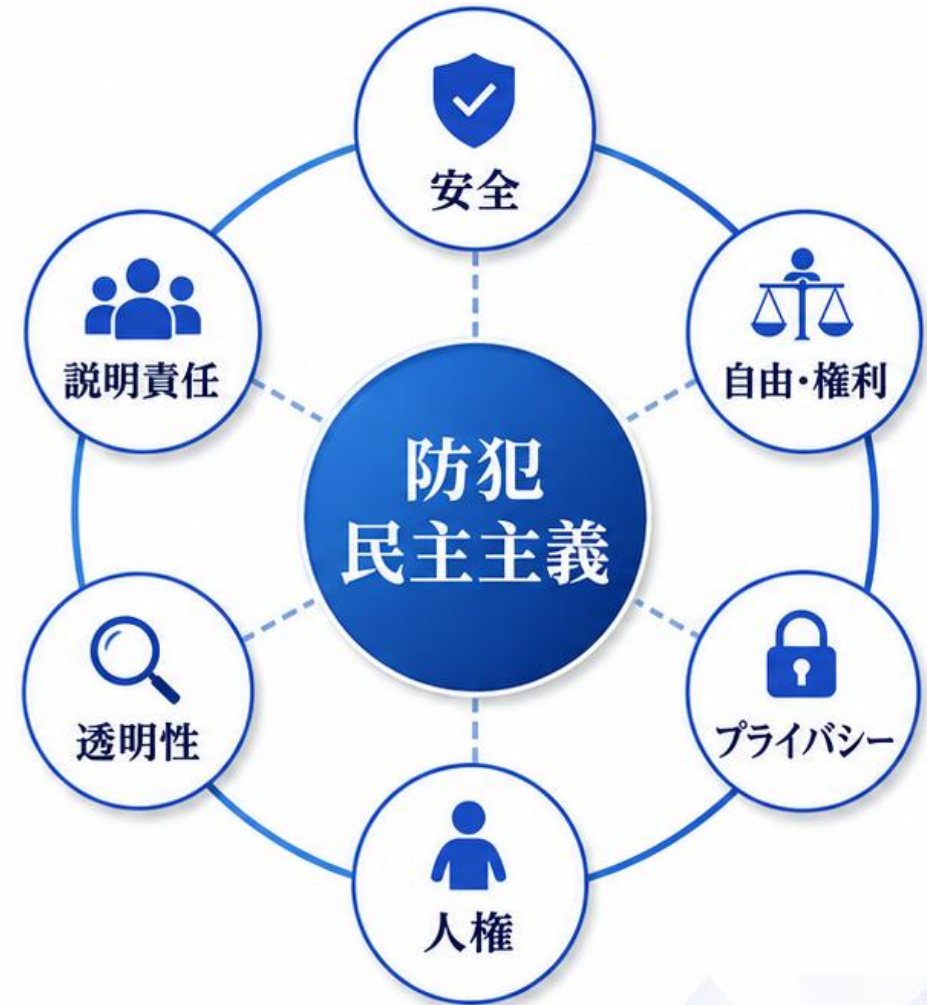 安全
説明責任
自由・権利
防犯
民主主義
透明性
プライバシー
人権